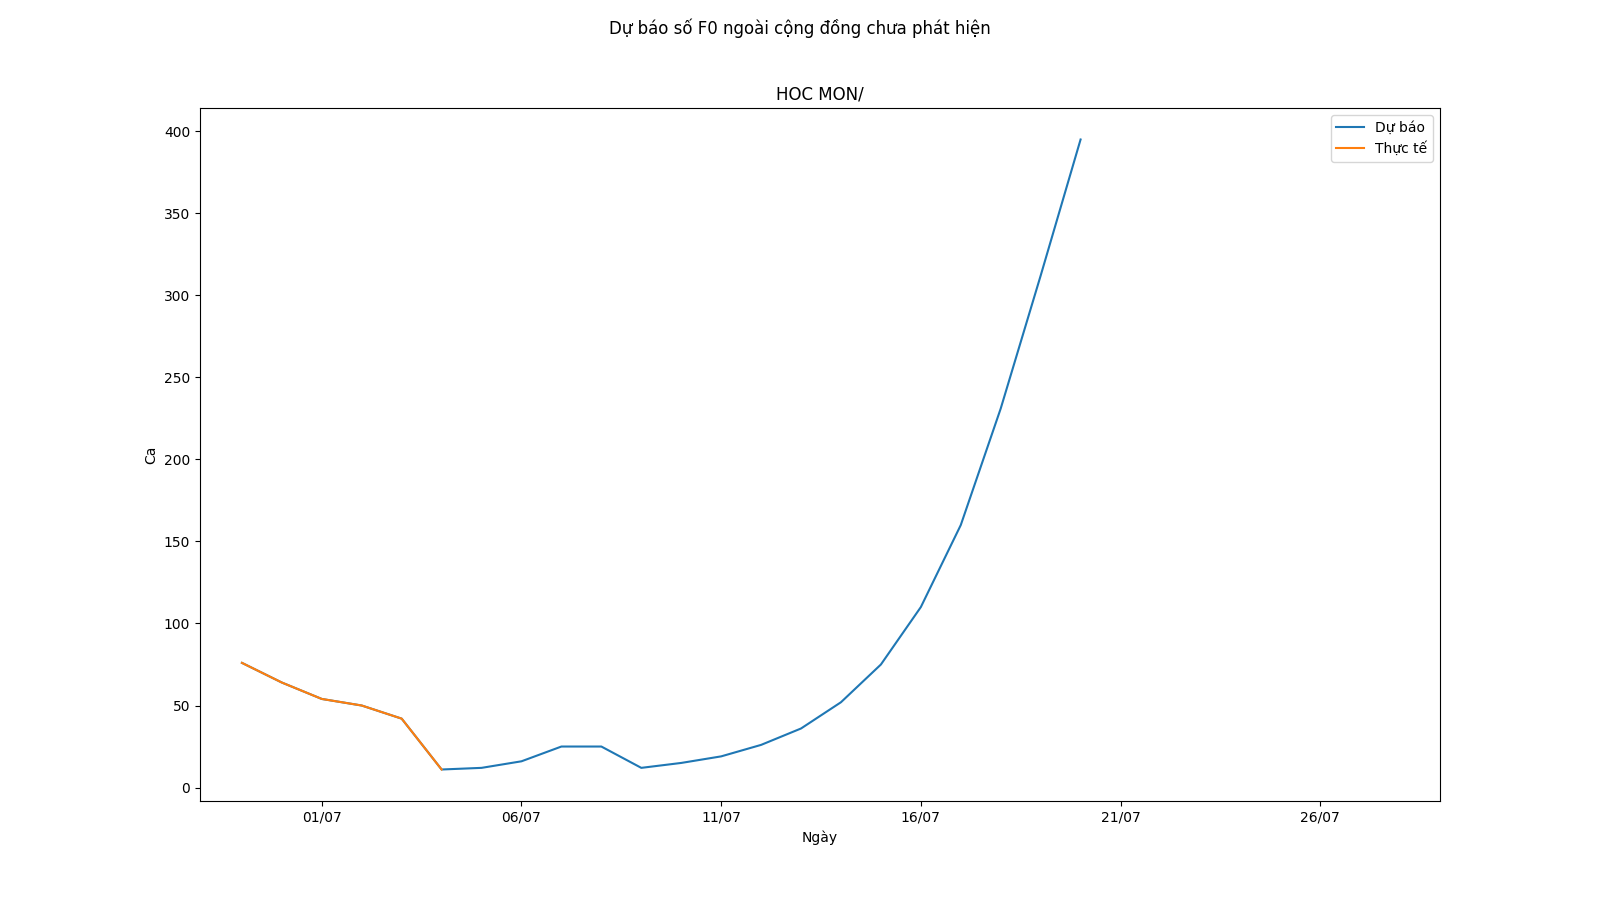 Dự báo số F0 ngoài cộng đồng chưa phát hiện
HOC MON/
Dự báo
Thực tế
400
350
300
250
200
150
100
50
0
Ca
01/07
06/07
11/07
16/07
21/07
26/07
Ngày